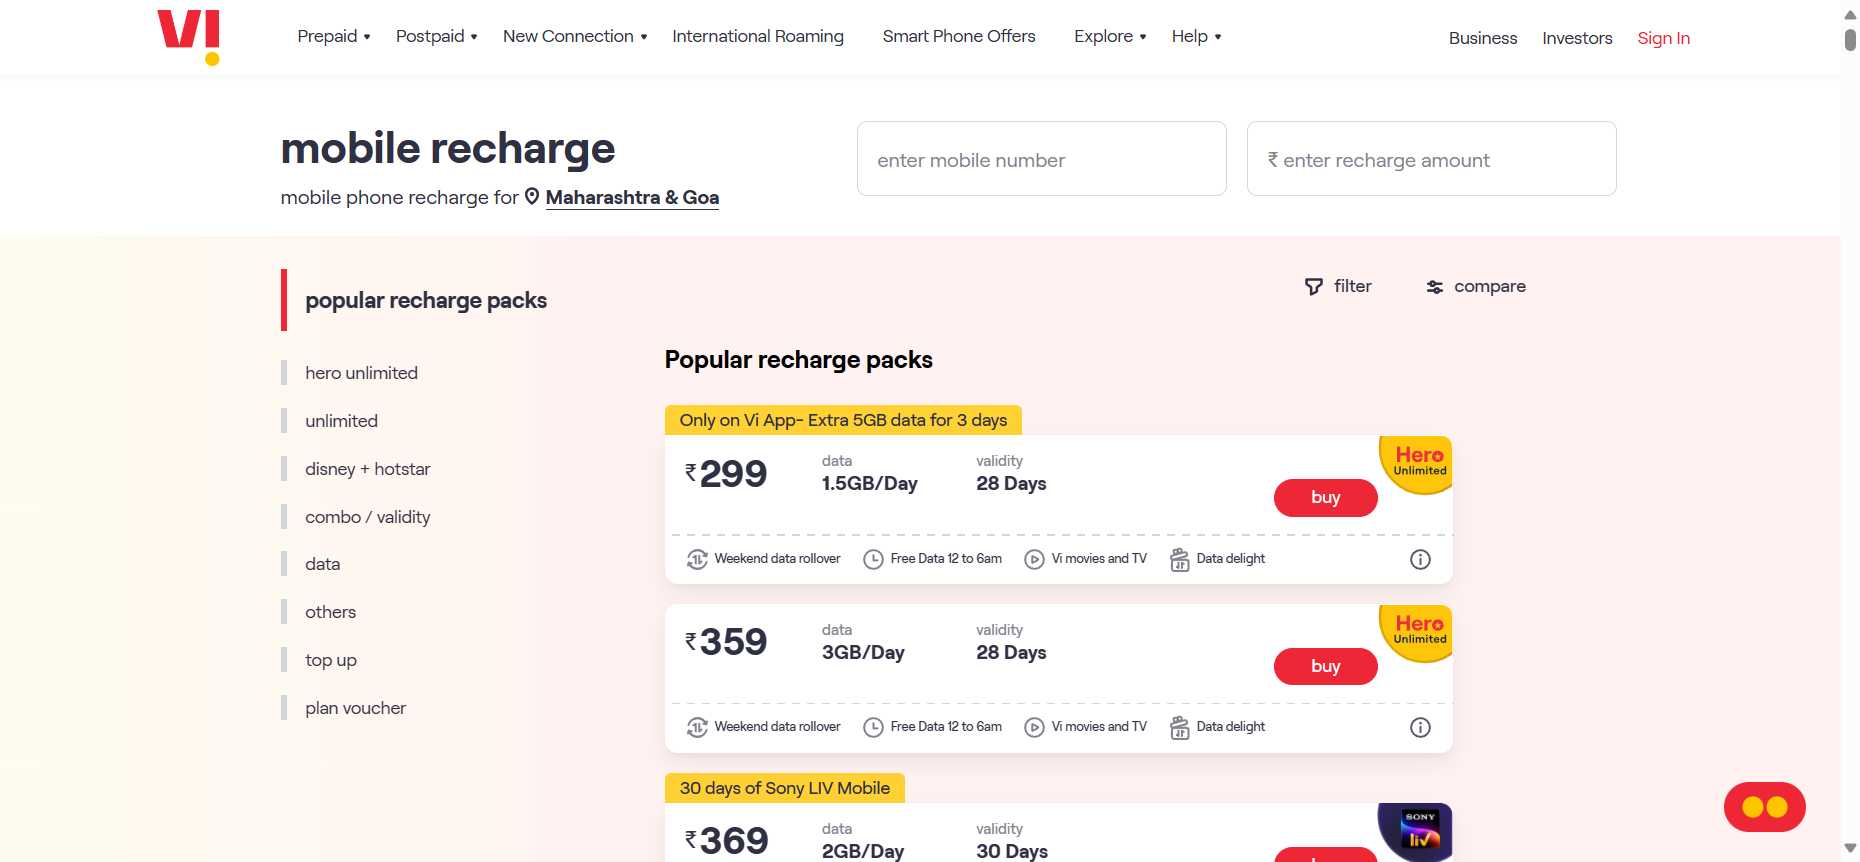 VI
Prepaid Postpaid New Connection International Roaming Smart Phone Offers Explore Help Business Investors Sign In
mobile recharge
mobile phone recharge for Maharashtra & Goa
enter mobile number
₹ enter recharge amount
popular recharge packs
hero unlimited
unlimited
disney + hotstar
combo / validity
data
others
top up
plan voucher
filter compare
Popular recharge packs
Only on Vi App- Extra 5GB data for 3 days
₹299
data
1.5GB/Day
validity
28 Days
buy
Hero
Unlimited
Weekend data rollover Free Data 12 to 6am Vi movies and TV Data delight
₹359
data
3GB/Day
validity
28 Days
buy
Hero
Unlimited
Weekend data rollover Free Data 12 to 6am Vi movies and TV Data delight
30 days of Sony LIV Mobile
₹369
data
2GB/Day
validity
30 Days
SONY
liv